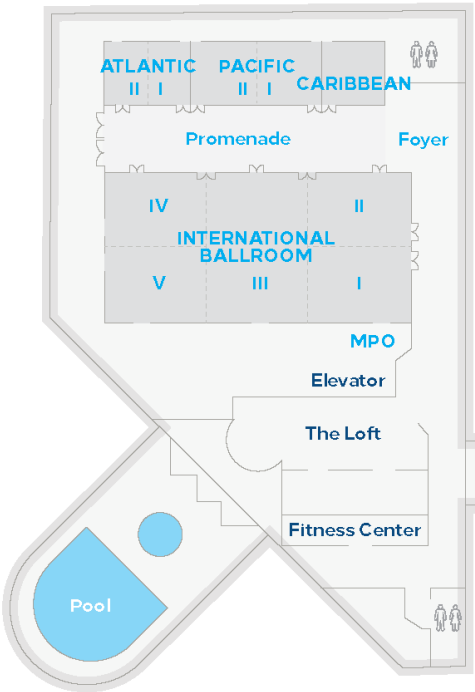 ATLANTIC
II I
PACIFIC
II I
CARIBBEAN
Promenade
Foyer
IV
II
INTERNATIONAL
BALLROOM
V
III
I
MPO
Elevator
The Loft
Fitness Center
Pool